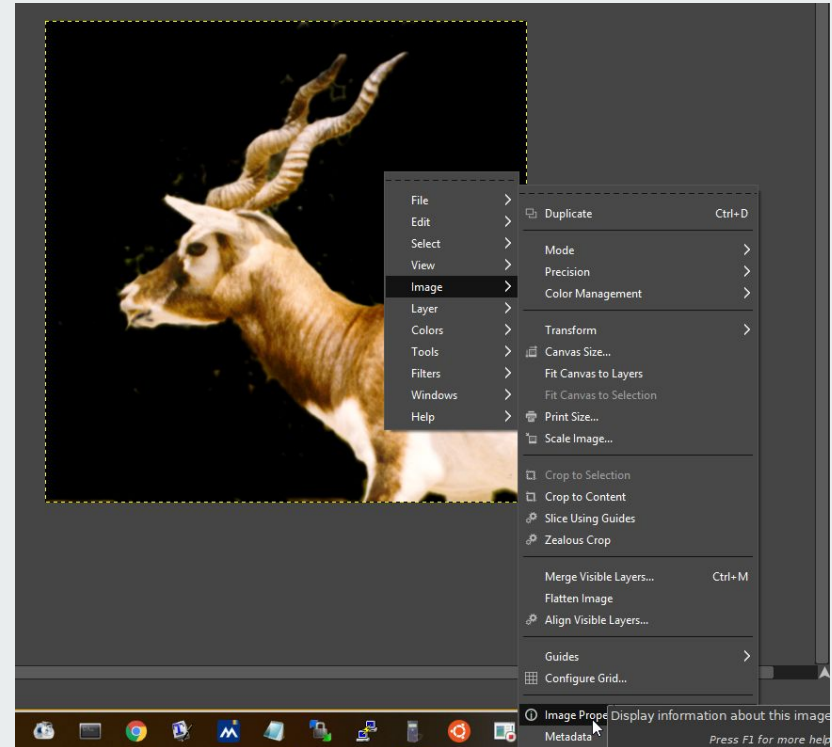 File
Edit
Select
View
Image
Layer
Colors
Tools
Filters
Windows
Help
Duplicate Ctrl+D
Mode
Precision
Color Management
Transform
Canvas Size...
Fit Canvas to Layers
Fit Canvas to Selection
Print Size...
Scale Image...
Crop to Selection
Crop to Content
Slice Using Guides
Zealous Crop
Merge Visible Layers... Ctrl+M
Flatten Image
Align Visible Layers...
Guides
Configure Grid...
Image Prope
Display information about this image
Metadata
Press F1 for more help